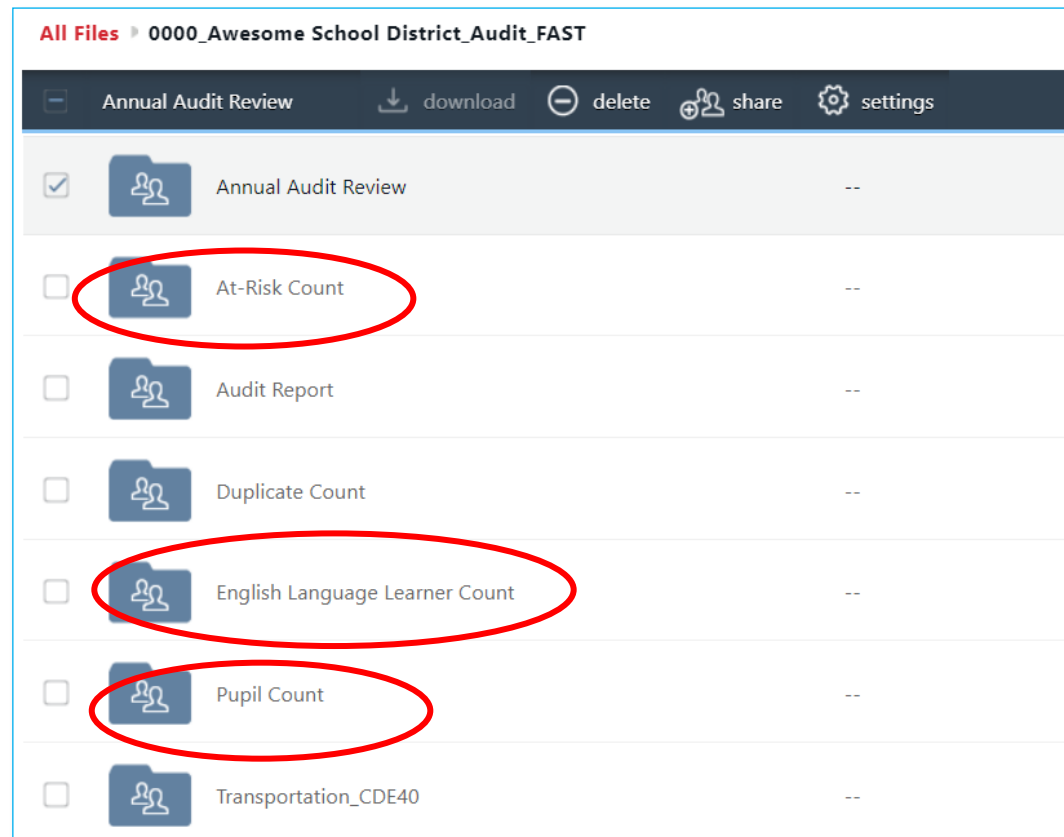 All Files 0000_Awesome School District_Audit_FAST
Annual Audit Review download delete share settings
Annual Audit Review --
At-Risk Count --
Audit Report --
Duplicate Count --
English Language Learner Count --
Pupil Count --
Transportation_CDE40 --